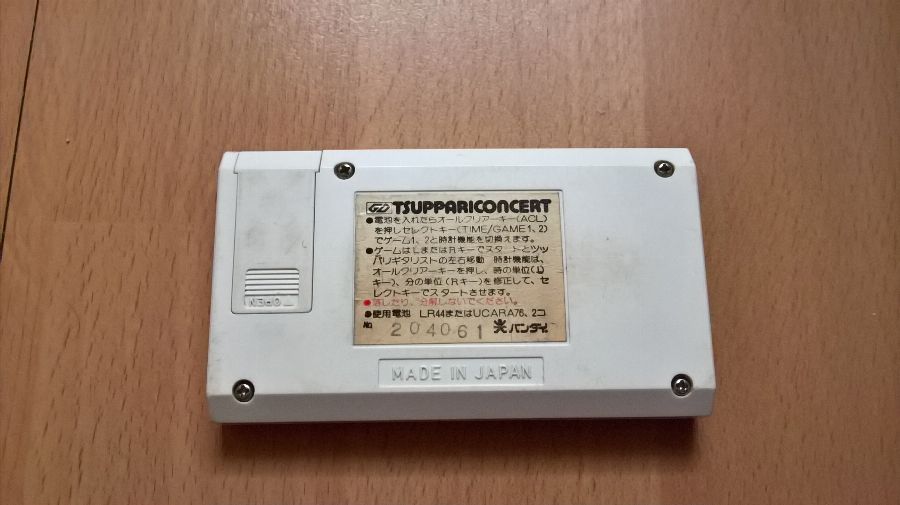 GD TSUPPARICONCERT
●電池を入れたらオールクリアーキー(ACL)
を押しセレクトキー(TIME/GAME1、2)
でゲーム1、2と時計機能を切換えます。
●ゲームはLまたはRキーでスタートとツッ
パリギタリストの左右移動 時計機能は、
オールクリアーキーを押し、時の単位(L
キー)、分の単位(Rキー)を修正して、セ
レクトキーでスタートさせます。
●落したり、分解しないでください。
●使用電池 LR44またはUCARA76、2コ
No. 204061 バンダイ
OPEN
MADE IN JAPAN